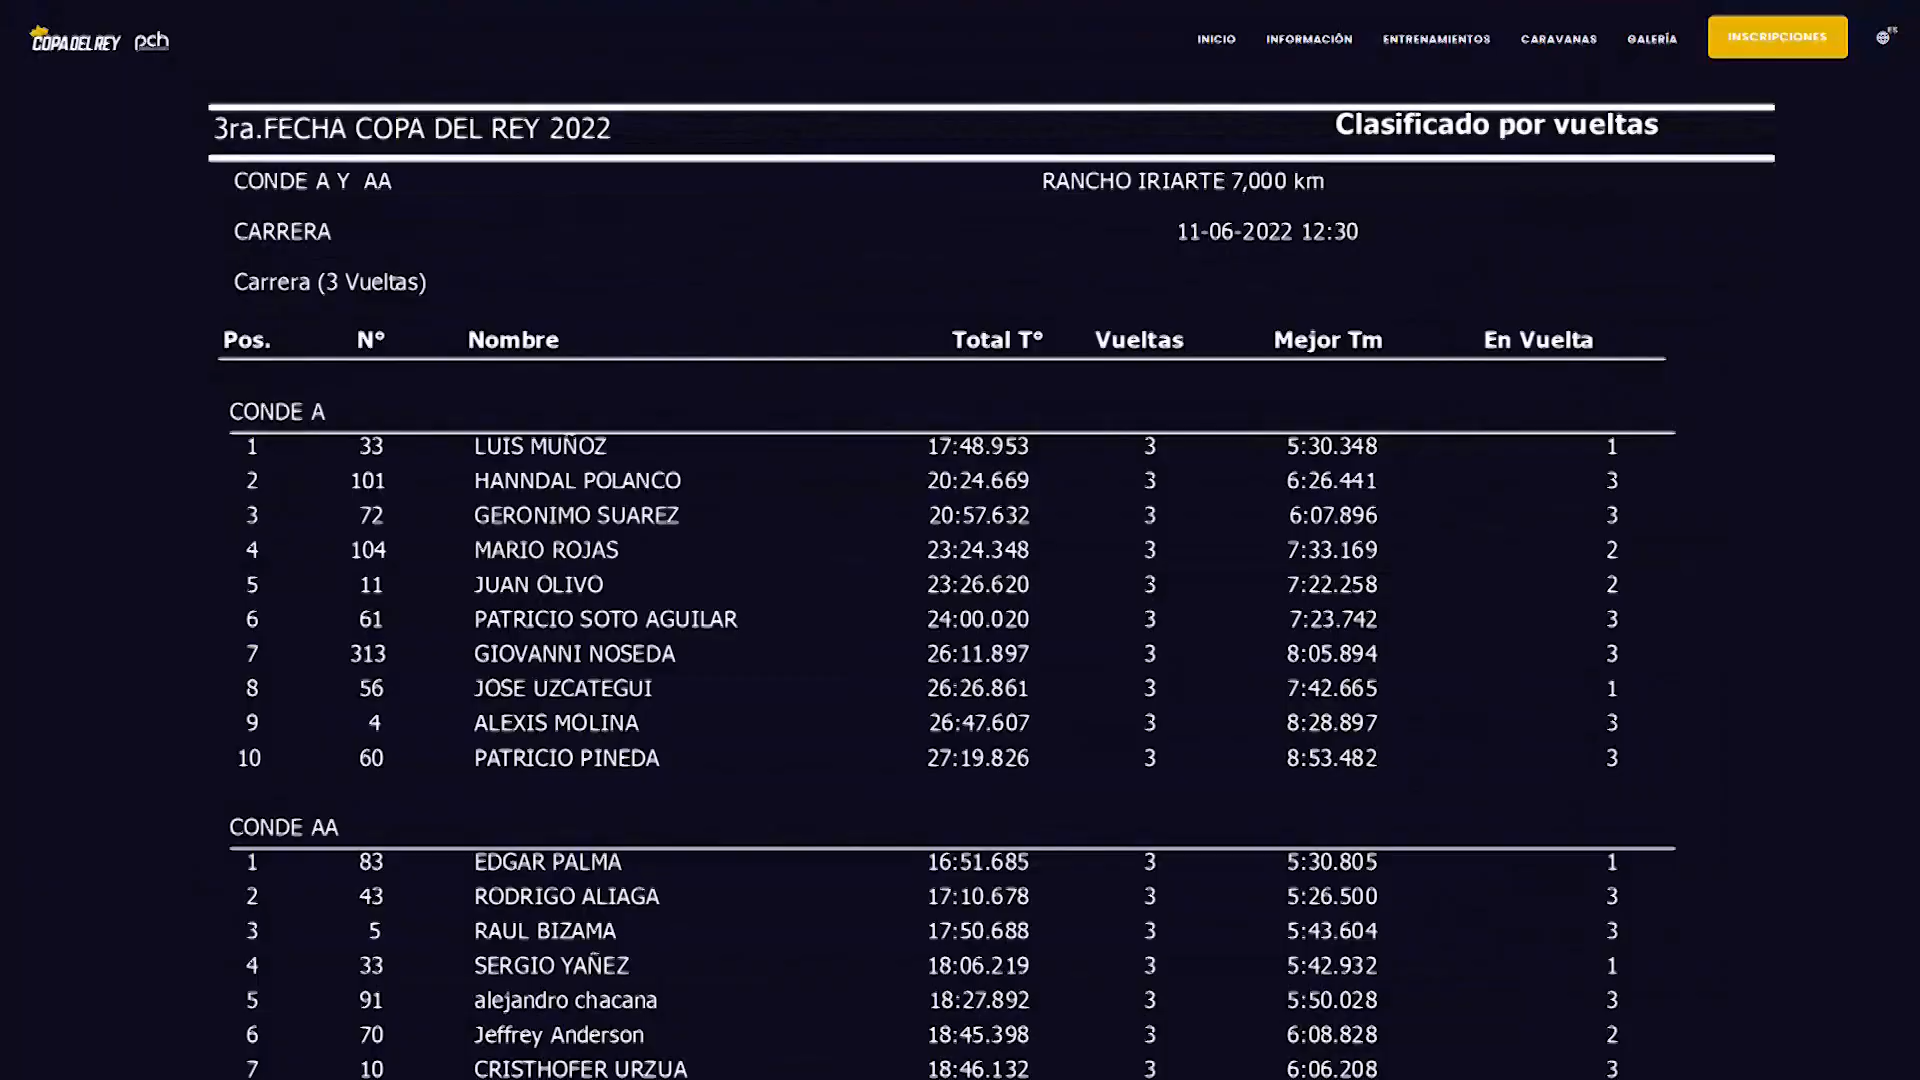 COPA DEL REY pch INICIO INFORMACIÓN ENTRENAMIENTOS CARAVANAS GALERÍA INSCRIPCIONES ES
3ra.FECHA COPA DEL REY 2022 Clasificado por vueltas
CONDE A Y AA RANCHO IRIARTE 7,000 km
CARRERA 11-06-2022 12:30
Carrera (3 Vueltas)
Pos. Nº Nombre Total Tº Vueltas Mejor Tm En Vuelta
CONDE A
1 33 LUIS MUÑOZ 17:48.953 3 5:30.348 1
2 101 HANNDAL POLANCO 20:24.669 3 6:26.441 3
3 72 GERONIMO SUAREZ 20:57.632 3 6:07.896 3
4 104 MARIO ROJAS 23:24.348 3 7:33.169 2
5 11 JUAN OLIVO 23:26.620 3 7:22.258 2
6 61 PATRICIO SOTO AGUILAR 24:00.020 3 7:23.742 3
7 313 GIOVANNI NOSEDA 26:11.897 3 8:05.894 3
8 56 JOSE UZCATEGUI 26:26.861 3 7:42.665 1
9 4 ALEXIS MOLINA 26:47.607 3 8:28.897 3
10 60 PATRICIO PINEDA 27:19.826 3 8:53.482 3
CONDE AA
1 83 EDGAR PALMA 16:51.685 3 5:30.805 1
2 43 RODRIGO ALIAGA 17:10.678 3 5:26.500 3
3 5 RAUL BIZAMA 17:50.688 3 5:43.604 3
4 33 SERGIO YAÑEZ 18:06.219 3 5:42.932 1
5 91 alejandro chacana 18:27.892 3 5:50.028 3
6 70 Jeffrey Anderson 18:45.398 3 6:08.828 2
7 10 CRISTHOFER URZUA 18:46.132 3 6:06.208 3